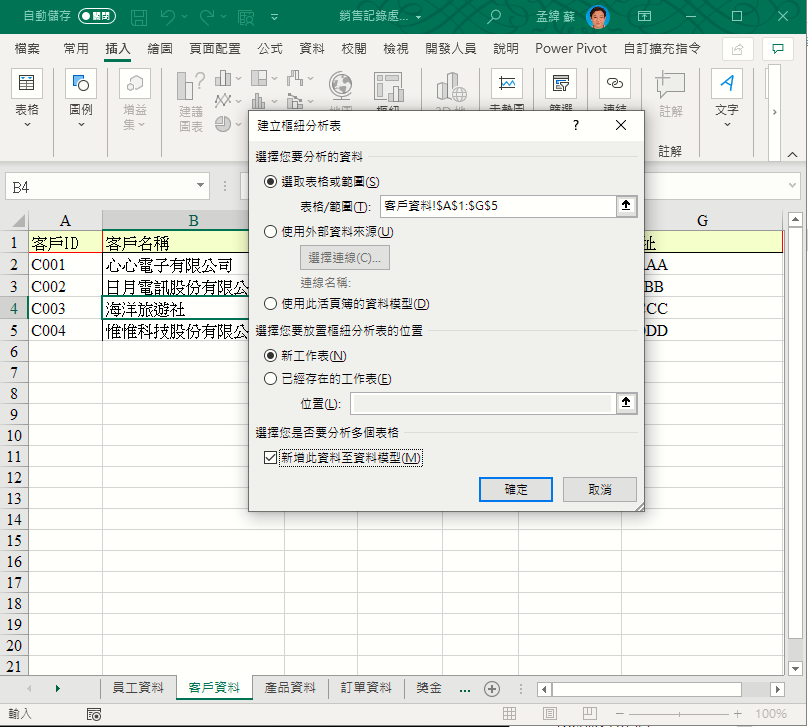 自動儲存 關閉 銷售記錄處... 孟緯 蘇
檔案 常用 插入 繪圖 頁面配置 公式 資料 校閱 檢視 開發人員 說明 Power Pivot 自訂擴充指令
表格 圖例 增益集 建議圖表 走勢圖 篩選 連結 註解 文字
註解
建立樞紐分析表 ?
選擇您要分析的資料
選取表格或範圍(S)
表格/範圍(T): 客戶資料!$A$1:$G$5
使用外部資料來源(U)
選擇連線(C)...
連線名稱:
使用此活頁簿的資料模型(D)
選擇您要放置樞紐分析表的位置
新工作表(N)
已經存在的工作表(E)
位置(L):
選擇您是否要分析多個表格
新增此資料至資料模型(M)
確定 取消
B4
A B G
1 客戶ID 客戶名稱 址
2 C001 心心電子有限公司 AA
3 C002 日月電訊股份有限公 BB
4 C003 海洋旅遊社 CC
5 C004 惟惟科技股份有限公 DD
6
7
8
9
10
11
12
13
14
15
16
17
18
19
20
21
員工資料 客戶資料 產品資料 訂單資料 獎金 ...
輸入 100%